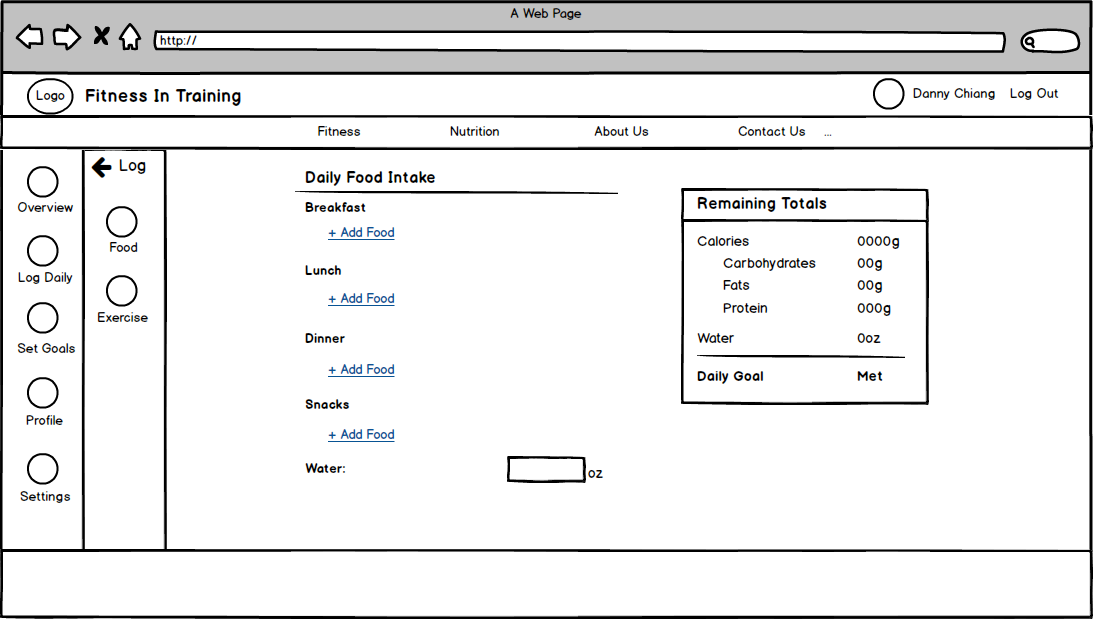 A Web Page
http://
Logo
Fitness In Training
Danny Chiang
Log Out
Fitness
Nutrition
About Us
Contact Us
...
Overview
Log Daily
Set Goals
Profile
Settings
Log
Food
Exercise
Daily Food Intake
Breakfast
+ Add Food
Lunch
+ Add Food
Dinner
+ Add Food
Snacks
+ Add Food
Water:
oz
Remaining Totals
Calories 0000g
Carbohydrates 00g
Fats 00g
Protein 000g
Water 0oz
Daily Goal Met